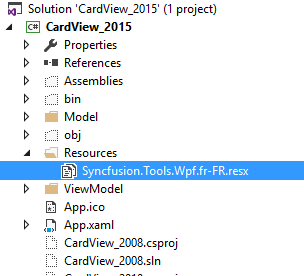 Solution 'CardView_2015' (1 project)
C# CardView_2015
Properties
References
Assemblies
bin
Model
obj
Resources
Syncfusion.Tools.Wpf.fr-FR.resx
ViewModel
App.ico
App.xaml
CardView_2008.csproj
CardView_2008.sln